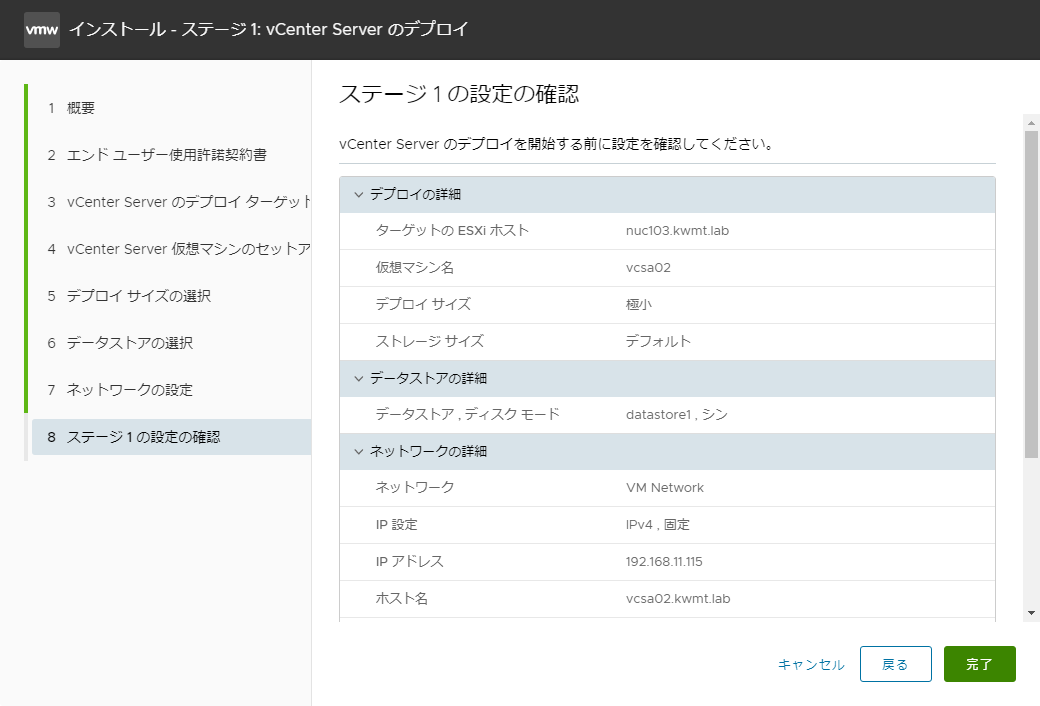 vmw インストール - ステージ 1: vCenter Server のデプロイ
1 概要
2 エンド ユーザー使用許諾契約書
3 vCenter Server のデプロイ ターゲット
4 vCenter Server 仮想マシンのセットア
5 デプロイ サイズの選択
6 データストアの選択
7 ネットワークの設定
8 ステージ 1 の設定の確認
ステージ 1 の設定の確認
vCenter Server のデプロイを開始する前に設定を確認してください。
デプロイの詳細
ターゲットの ESXi ホスト nuc103.kwmt.lab
仮想マシン名 vcsa02
デプロイ サイズ 極小
ストレージ サイズ デフォルト
データストアの詳細
データストア , ディスク モード datastore1 , シン
ネットワークの詳細
ネットワーク VM Network
IP 設定 IPv4 , 固定
IP アドレス 192.168.11.115
ホスト名 vcsa02.kwmt.lab
キャンセル 戻る 完了